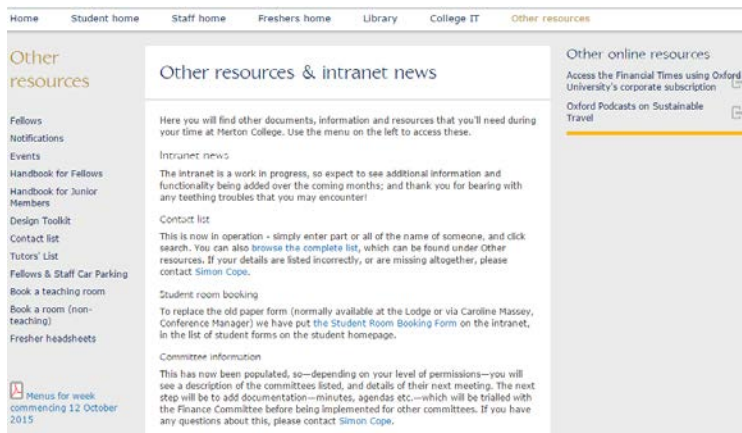 Home Student home Staff home Freshers home Library College IT Other resources
Other
resources
Fellows
Notifications
Events
Handbook for Fellows
Handbook for Junior
Members
Design Toolkit
Contact list
Tutors' List
Fellows & Staff Car Parking
Book a teaching room
Book a room (non-
teaching)
Fresher headsheets
Menus for week
commencing 12 October
2015
Other resources & intranet news
Here you will find other documents, information and resources that you'll need during
your time at Merton College. Use the menu on the left to access these.
Intranet news
The intranet is a work in progress, so expect to see additional information and
functionality being added over the coming months; and thank you for bearing with
any teething troubles that you may encounter!
Contact list
This is now in operation - simply enter part or all of the name of someone, and click
search. You can also browse the complete list, which can be found under Other
resources. If your details are listed incorrectly, or are missing altogether, please
contact Simon Cope.
Student room booking
To replace the old paper form (normally available at the Lodge or via Caroline Massey,
Conference Manager) we have put the Student Room Booking Form on the intranet,
in the list of student forms on the student homepage.
Committee information
This has now been populated, so—depending on your level of permissions—you will
see a description of the committees listed, and details of their next meeting. The next
step will be to add documentation—minutes, agendas etc.—which will be trialled with
the Finance Committee before being implemented for other committees. If you have
any questions about this, please contact Simon Cope.
Other online resources
Access the Financial Times using Oxford
University's corporate subscription
Oxford Podcasts on Sustainable
Travel